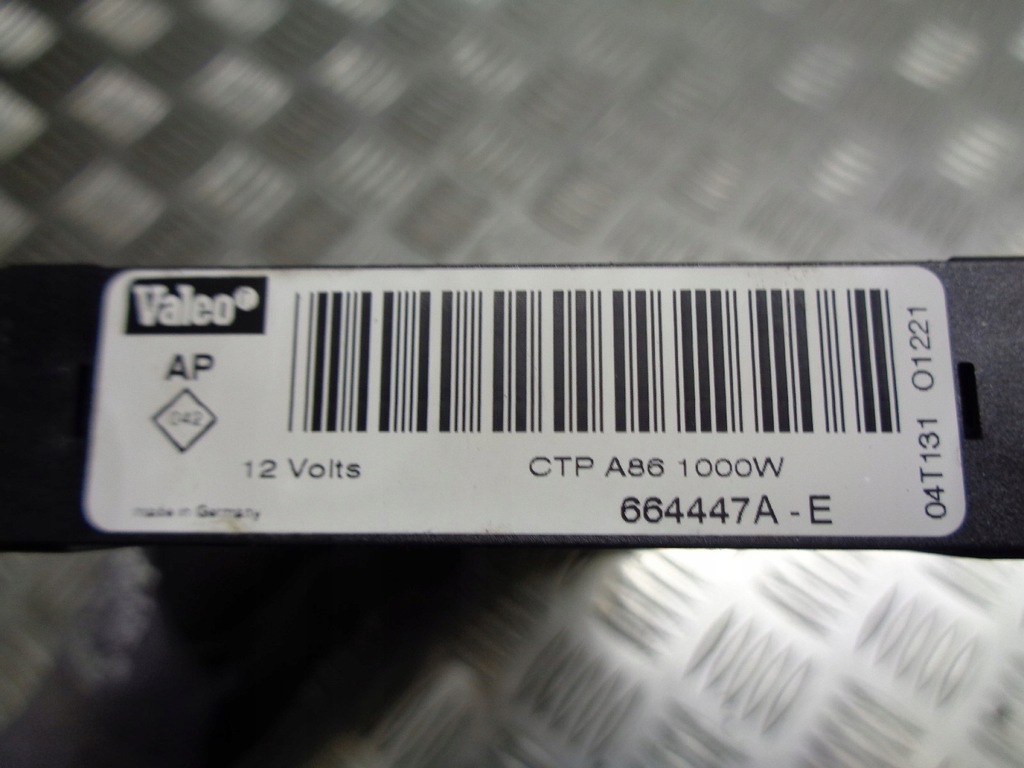 Valeo
AP
042
12 Volts
CTP A86 1000W
made in Germany
664447A - E
04T131 O1221